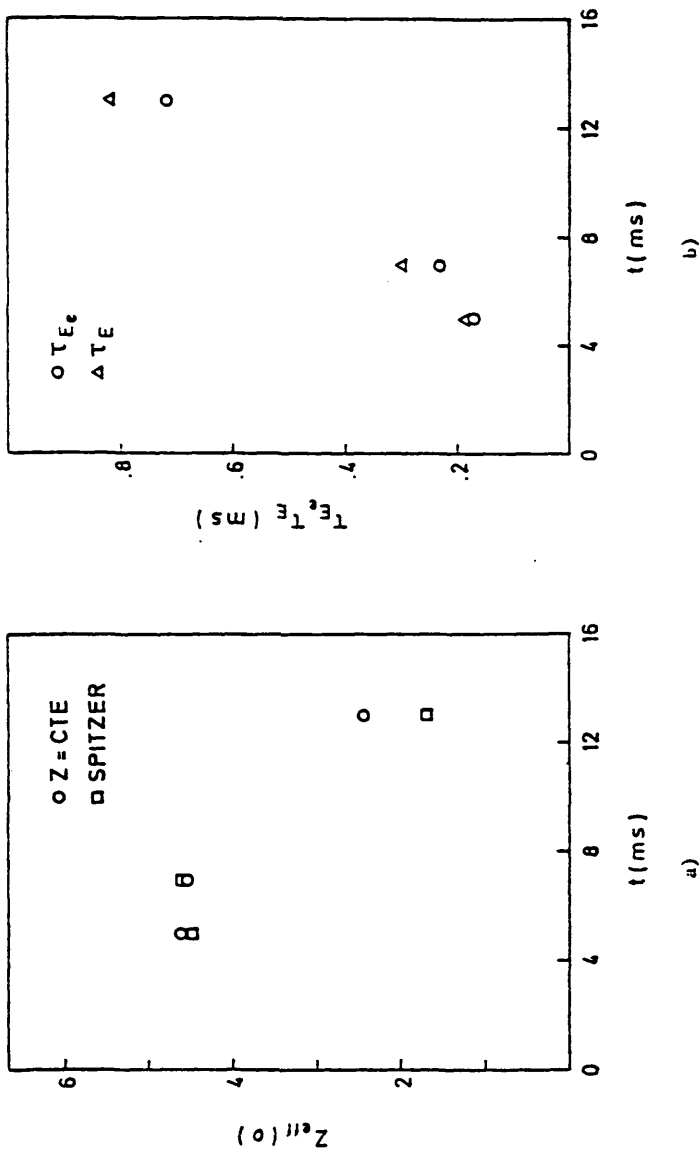 Z eff (o)
6
4
2
o Z = CTE
□ SPITZER
0 4 8 12 16
t(ms)
a)
τEe τE (ms)
.8
.6
.4
.2
o τEe
△ τE
0 4 8 12 16
t(ms)
b)